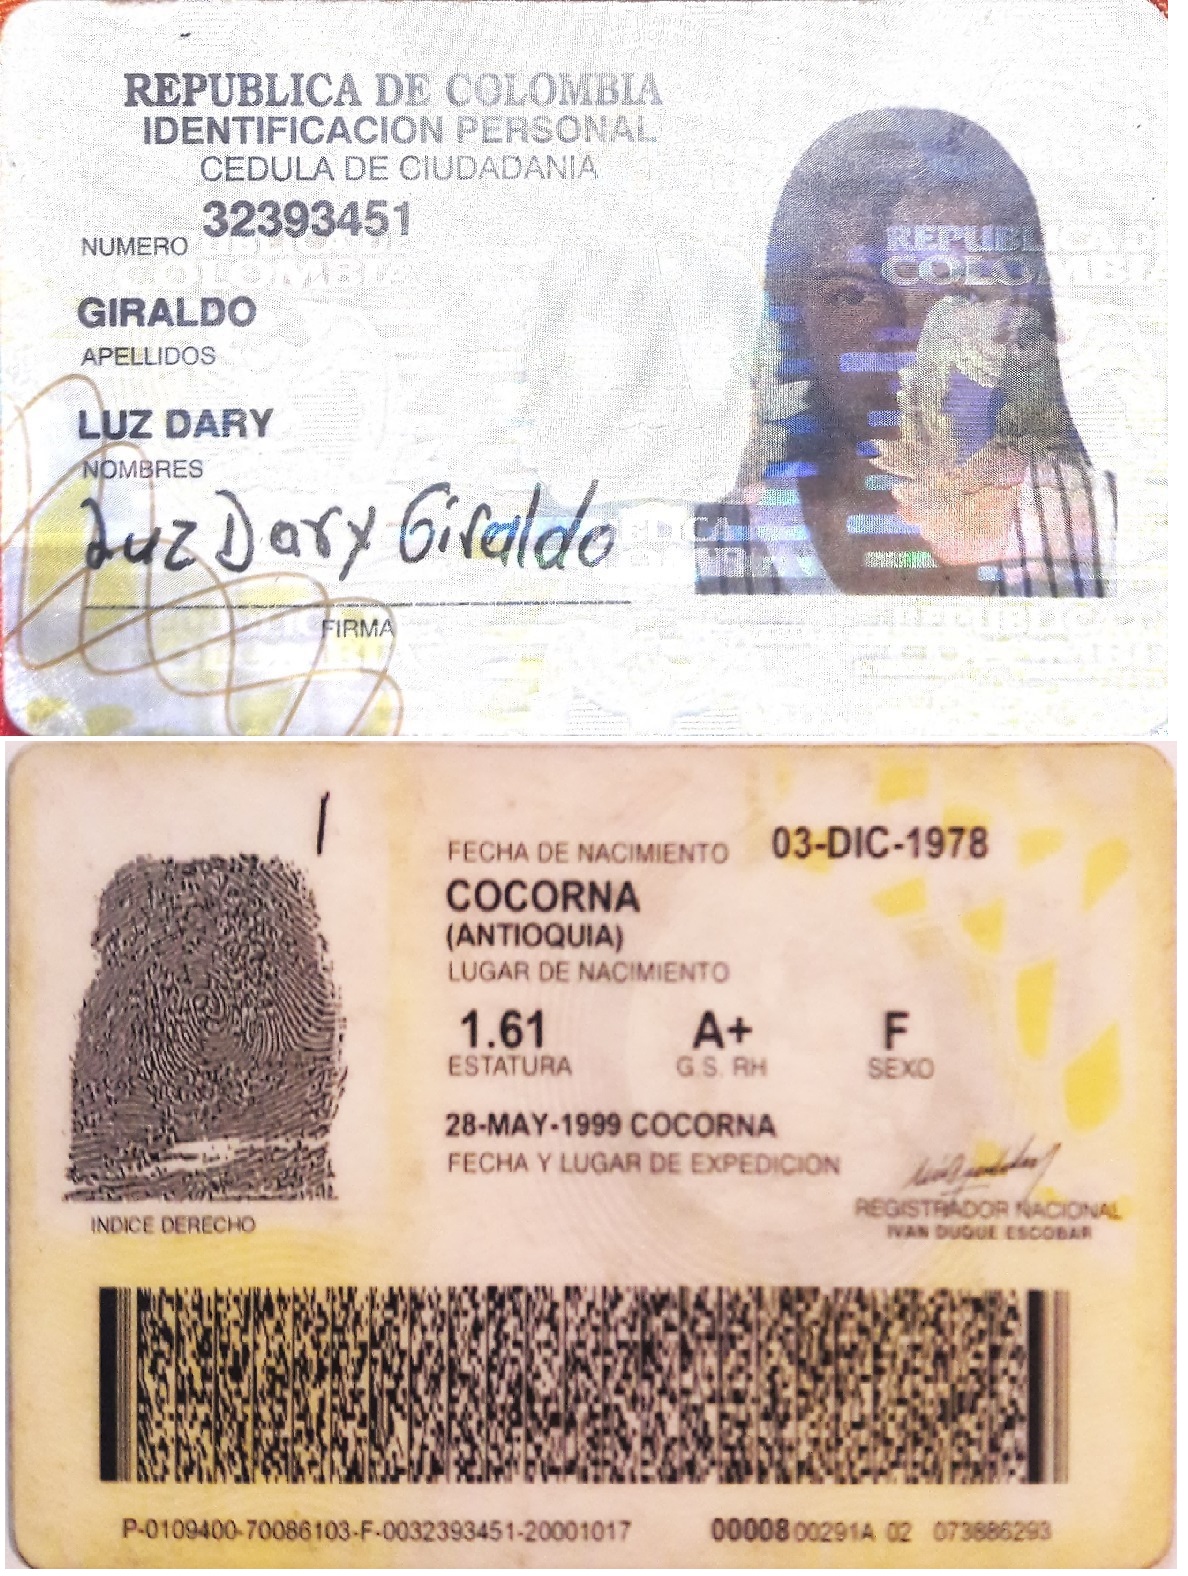 REPUBLICA DE COLOMBIA
IDENTIFICACION PERSONAL
CEDULA DE CIUDADANIA
NUMERO 32393451
GIRALDO
APELLIDOS
LUZ DARY
NOMBRES
Luz Dary Giraldo
FIRMA
REPUBLICA DE
COLOMBIA
FECHA DE NACIMIENTO 03-DIC-1978
COCORNA
(ANTIOQUIA)
LUGAR DE NACIMIENTO
1.61 A+ F
ESTATURA G.S. RH SEXO
28-MAY-1999 COCORNA
FECHA Y LUGAR DE EXPEDICION
REGISTRADOR NACIONAL
IVAN DUQUE ESCOBAR
INDICE DERECHO
P-0109400-70086103-F-0032393451-20001017 00008 00291A 02 073886293